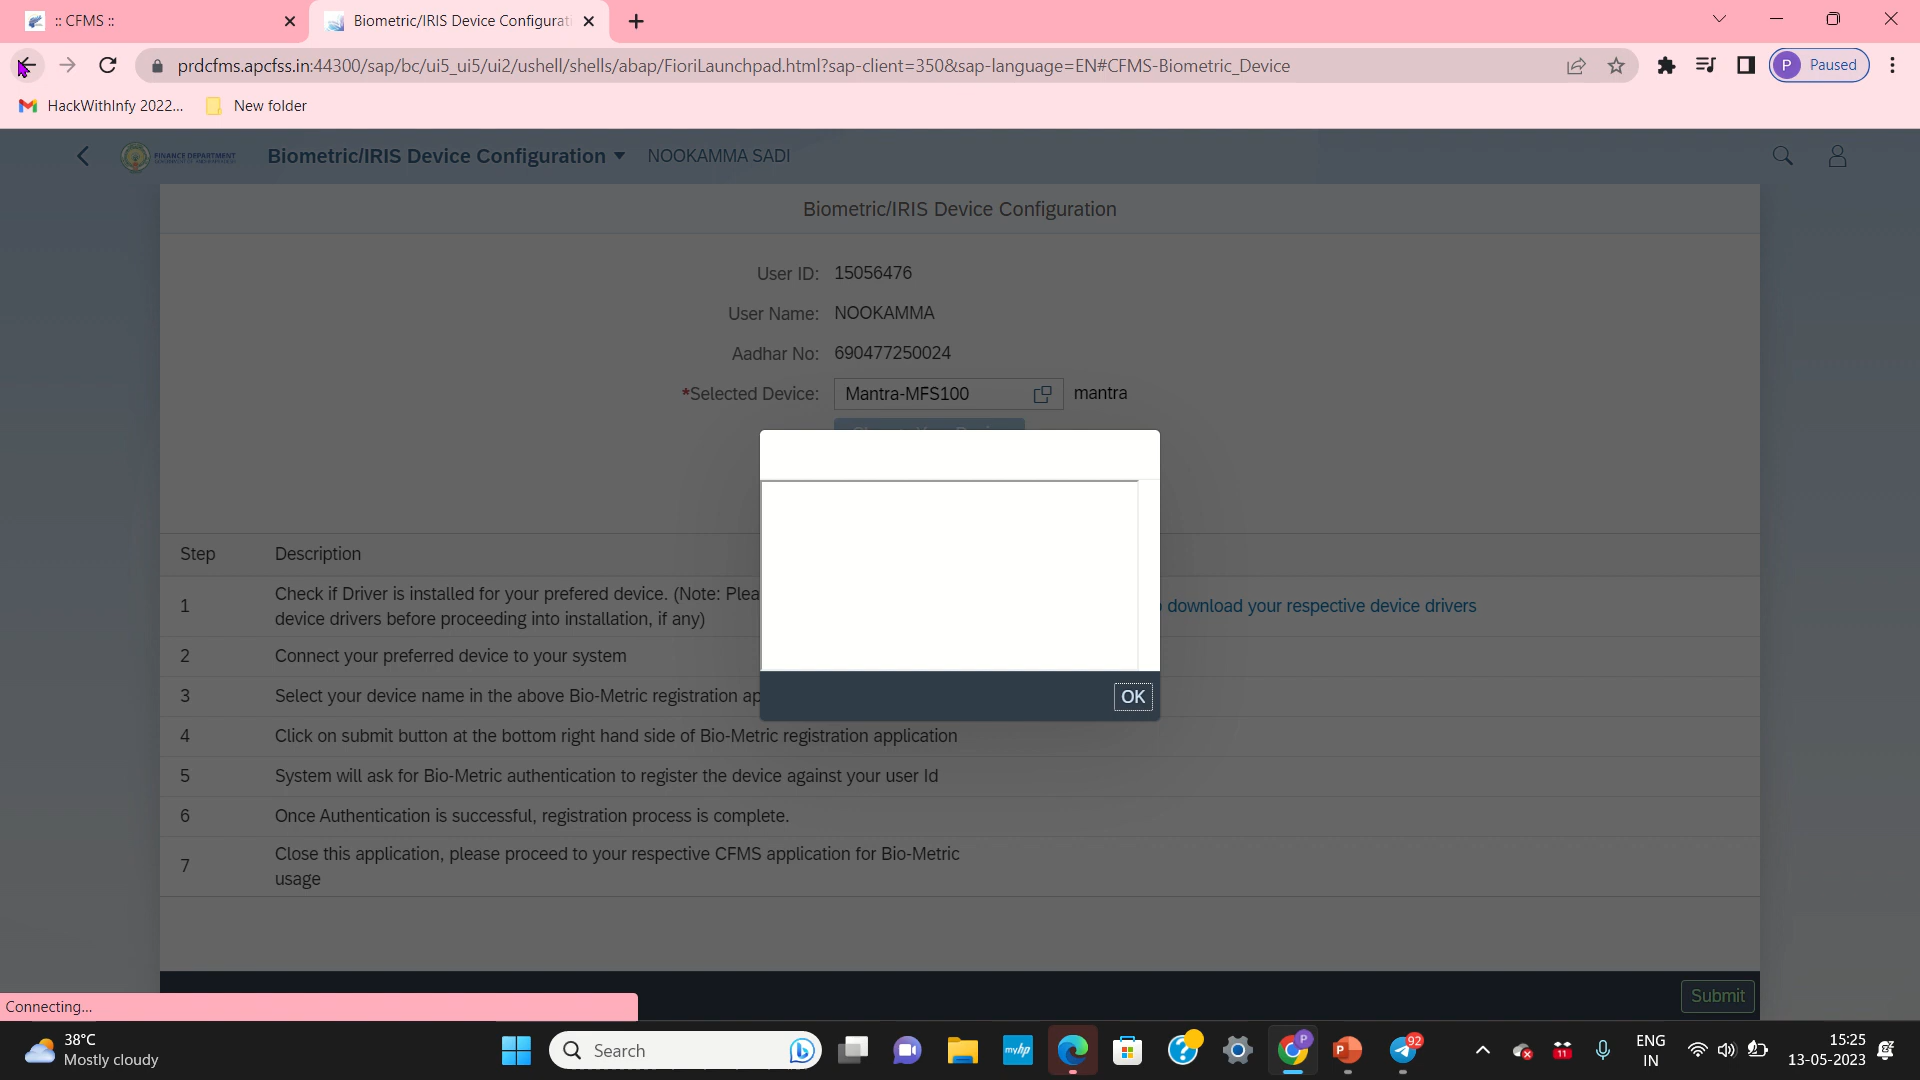 :: CFMS ::
Biometric/IRIS Device Configurati
prdcfms.apcfss.in:44300/sap/bc/ui5_ui5/ui2/ushell/shells/abap/FioriLaunchpad.html?sap-client=350&sap-language=EN#CFMS-Biometric_Device
P Paused
HackWithInfy 2022...
New folder
FINANCE DEPARTMENT
Biometric/IRIS Device Configuration
NOOKAMMA SADI
Biometric/IRIS Device Configuration
User ID: 15056476
User Name: NOOKAMMA
Aadhar No: 690477250024
*Selected Device: Mantra-MFS100 mantra
Step Description
1 Check if Driver is installed for your prefered device. (Note: Plea
device drivers before proceeding into installation, if any)
download your respective device drivers
2 Connect your preferred device to your system
3 Select your device name in the above Bio-Metric registration ap
OK
4 Click on submit button at the bottom right hand side of Bio-Metric registration application
5 System will ask for Bio-Metric authentication to register the device against your user Id
6 Once Authentication is successful, registration process is complete.
7 Close this application, please proceed to your respective CFMS application for Bio-Metric
usage
Submit
Connecting...
38°C
Mostly cloudy
Search
myhp
P
92
11
ENG
IN
15:25
13-05-2023